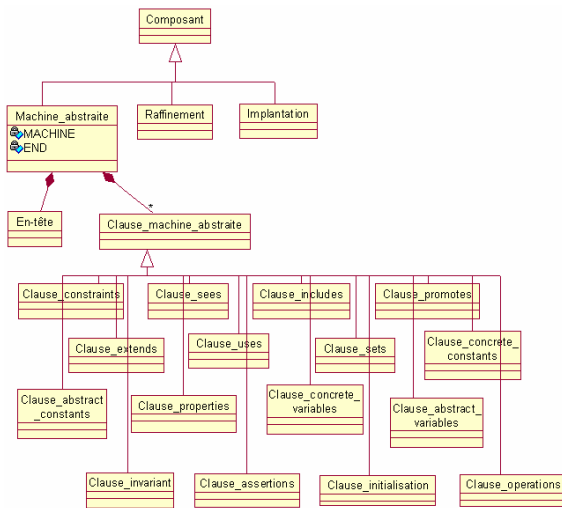 Composant
Machine_abstraite
MACHINE
END
Raffinement
Implantation
En-tête
*
Clause_machine_abstraite
Clause_constraints
Clause_sees
Clause_includes
Clause_promotes
Clause_extends
Clause_uses
Clause_sets
Clause_concrete_
constants
Clause_abstract
_constants
Clause_properties
Clause_concrete_
variables
Clause_abstract_
variables
Clause_invariant
Clause_assertions
Clause_initialisation
Clause_operations